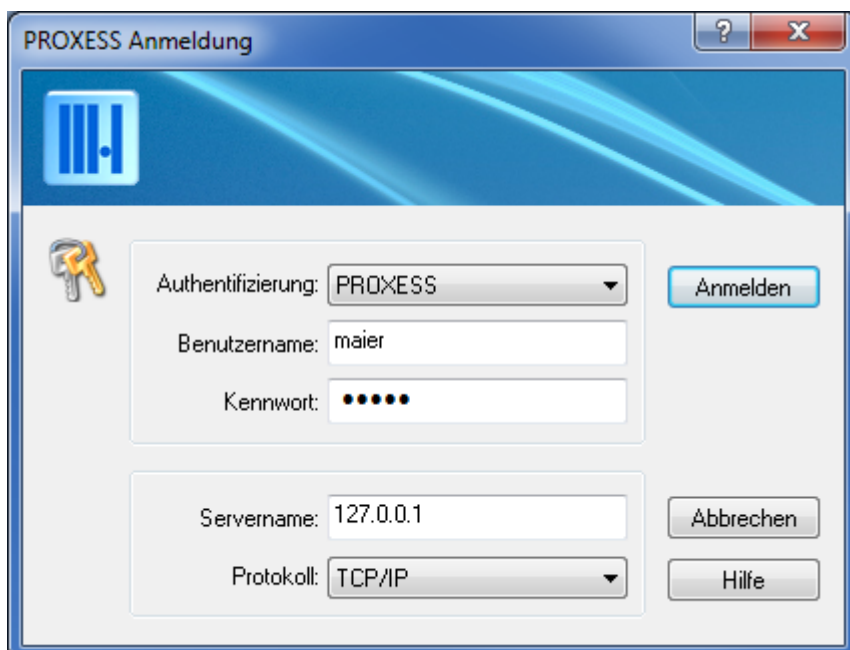 PROXESS Anmeldung
Authentifizierung: PROXESS
Anmelden
Benutzername: maier
Kennwort: •••••
Servername: 127.0.0.1
Abbrechen
Protokoll: TCP/IP
Hilfe